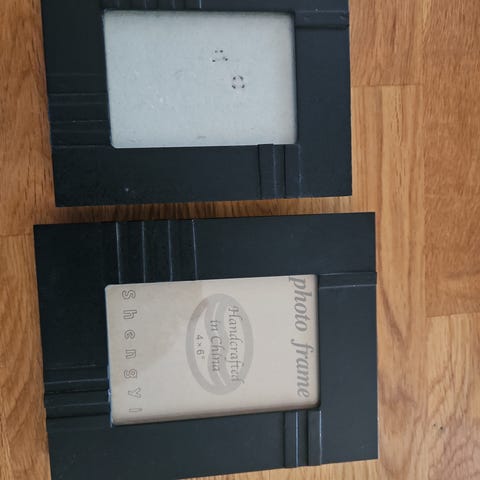 photo frame
Handcrafted
in China
4×6"
Shengyi